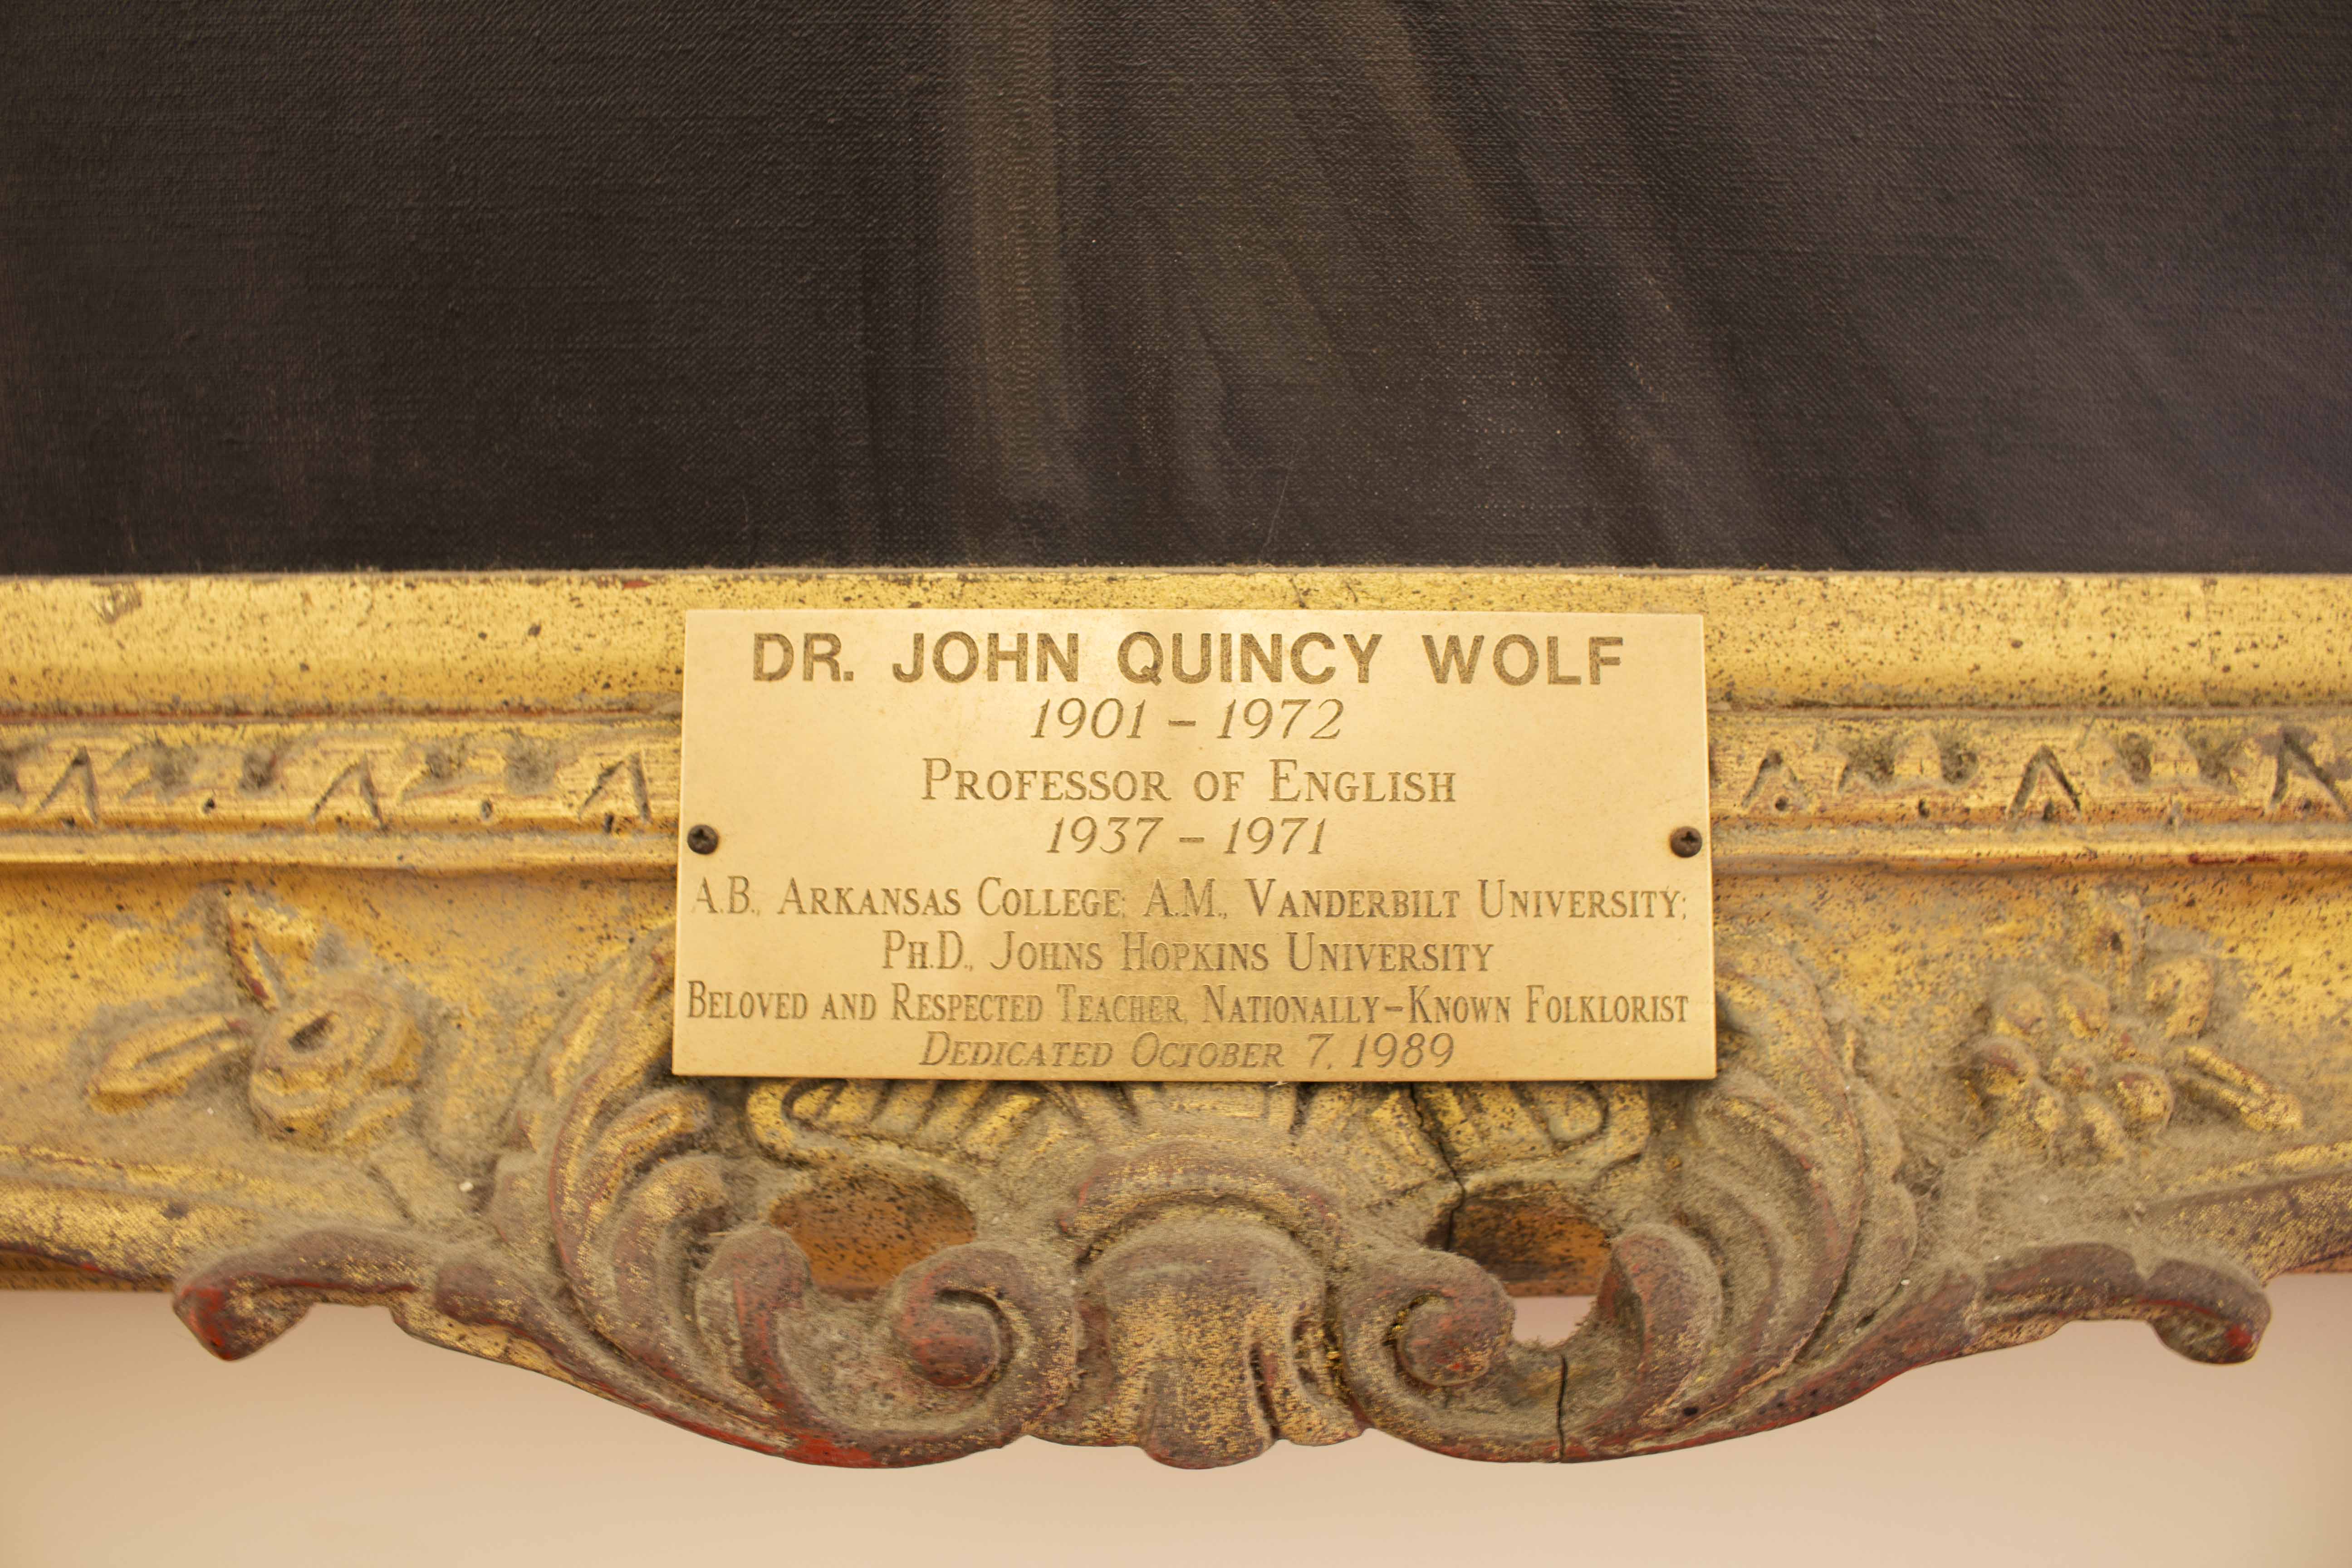 DR. JOHN QUINCY WOLF
1901 – 1972
PROFESSOR OF ENGLISH
1937 – 1971
A.B., ARKANSAS COLLEGE; A.M., VANDERBILT UNIVERSITY;
PH.D., JOHNS HOPKINS UNIVERSITY
BELOVED AND RESPECTED TEACHER, NATIONALLY-KNOWN FOLKLORIST
DEDICATED OCTOBER 7, 1989